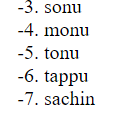 -3. sonu
-4. monu
-5. tonu
-6. tappu
-7. sachin